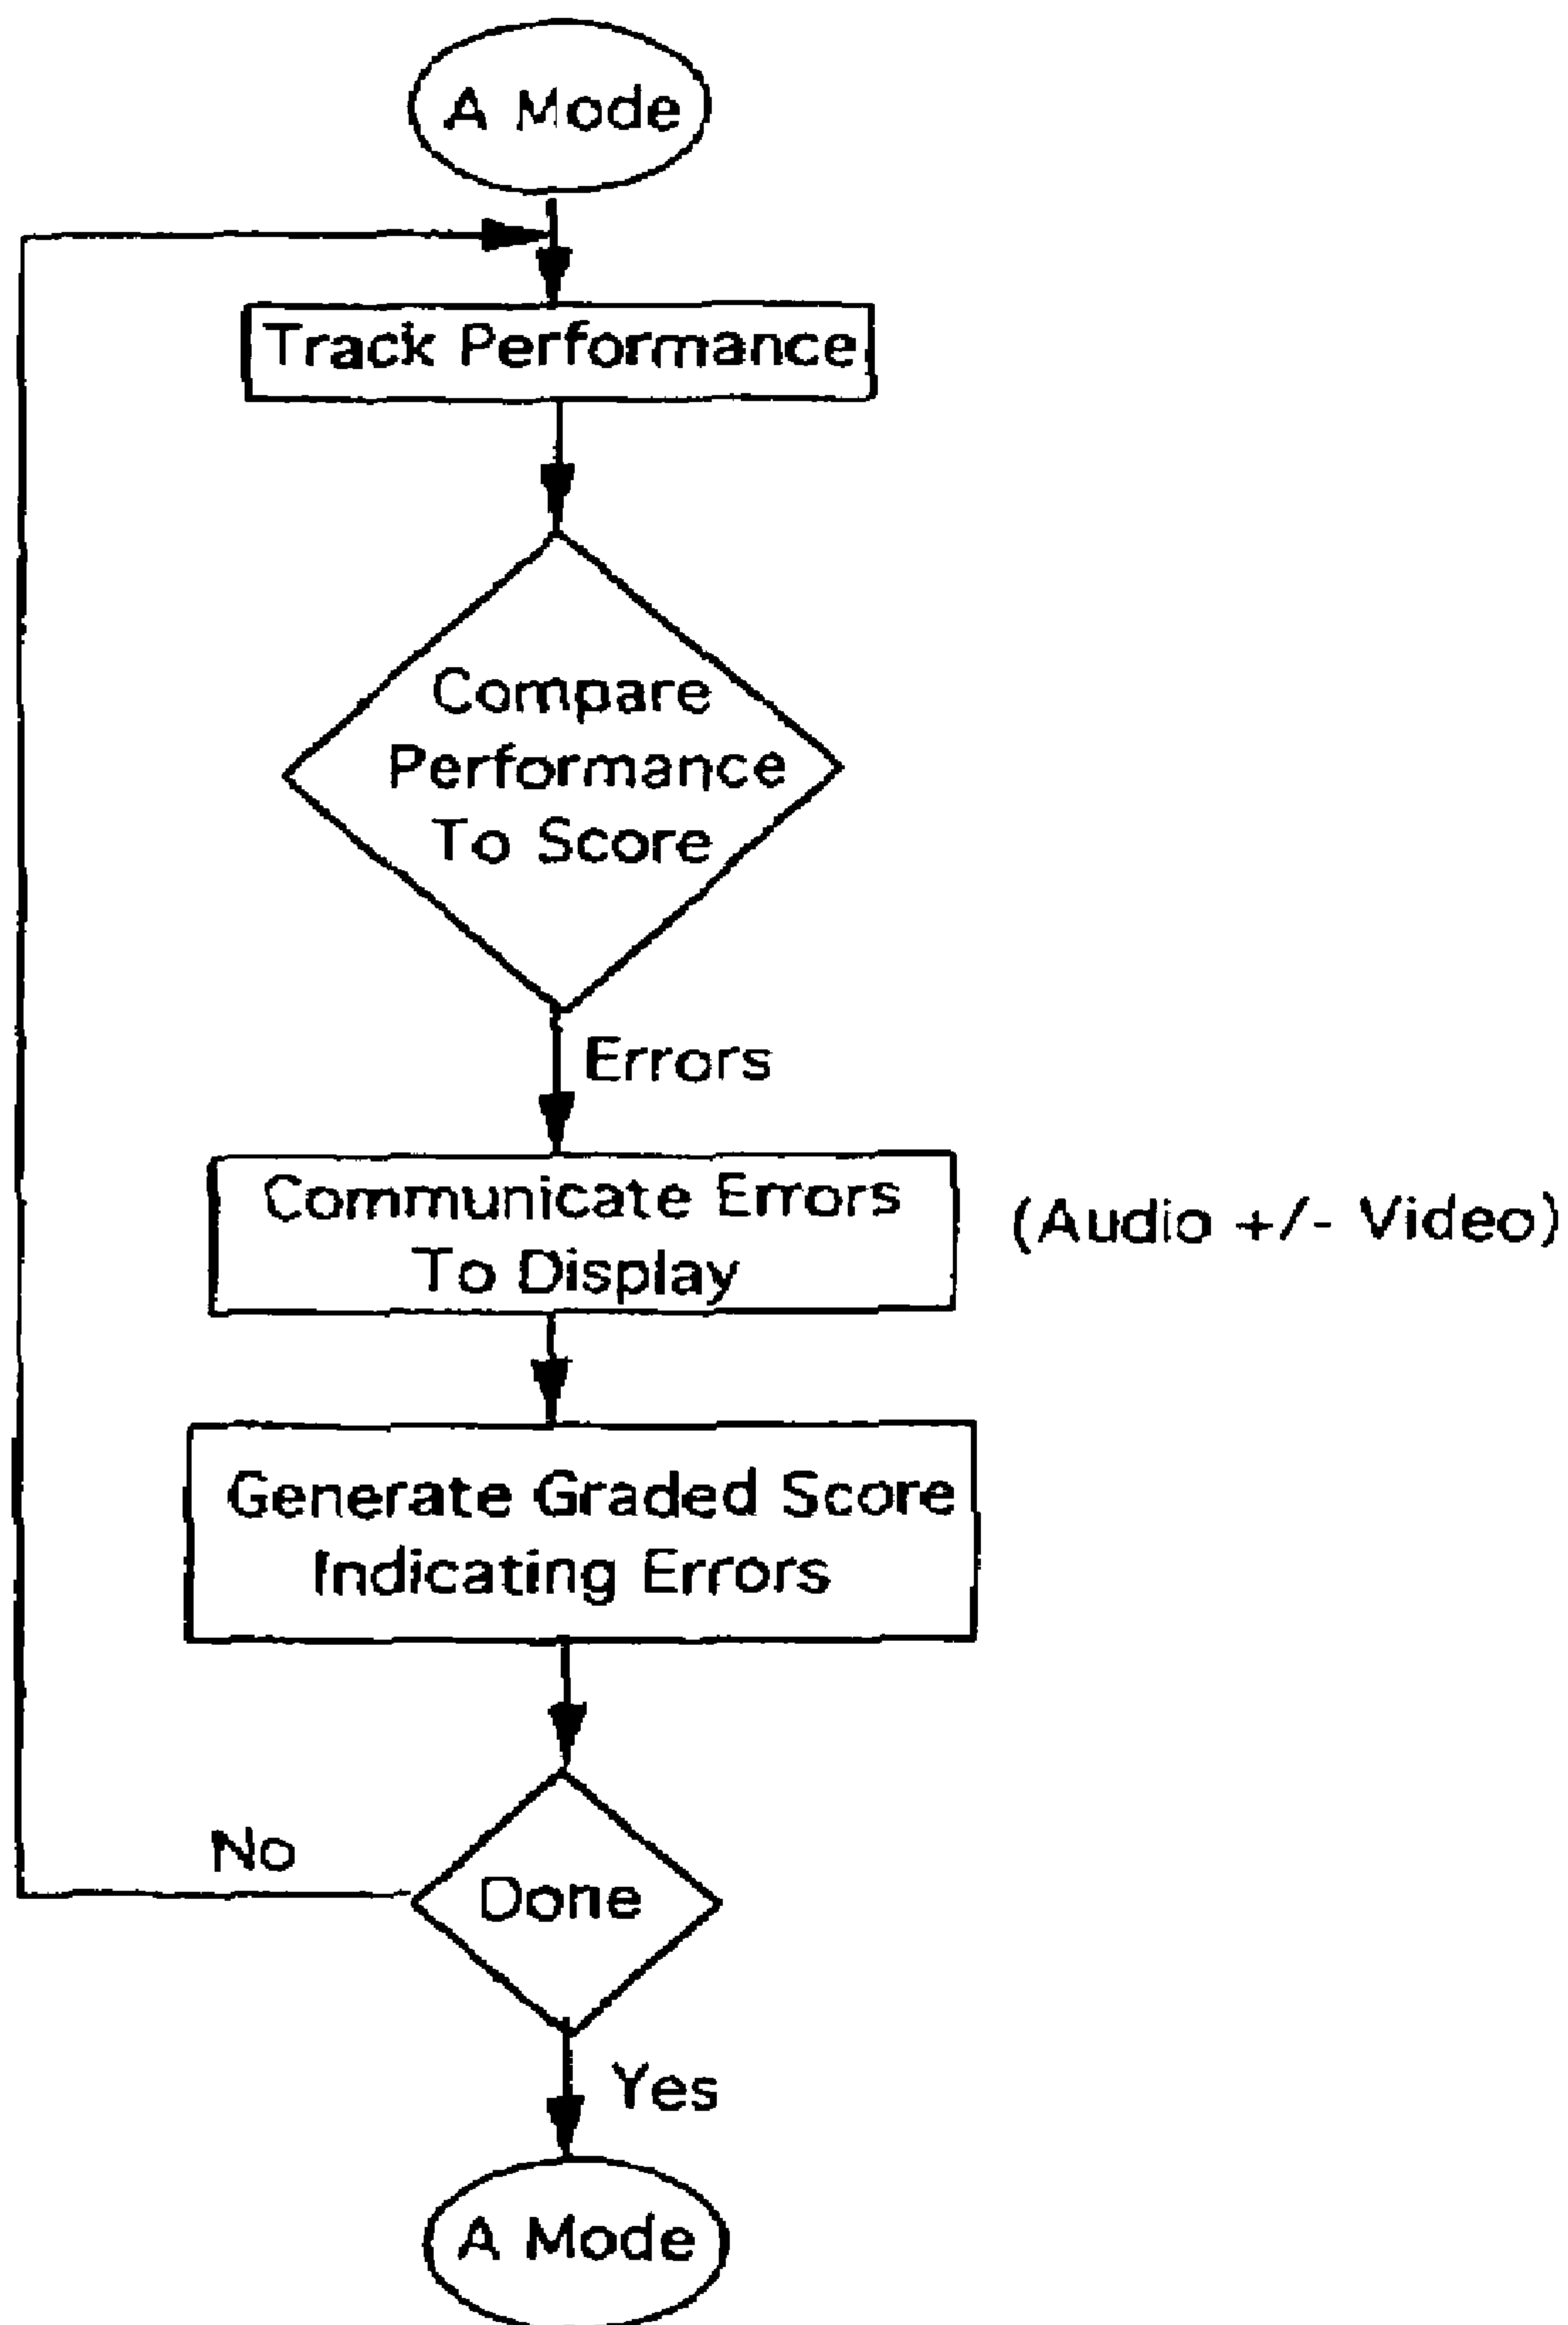 A Mode
Track Performance
Compare
Performance
To Score
Errors
Communicate Errors
To Display
(Audio +/- Video)
Generate Graded Score
Indicating Errors
No
Done
Yes
A Mode